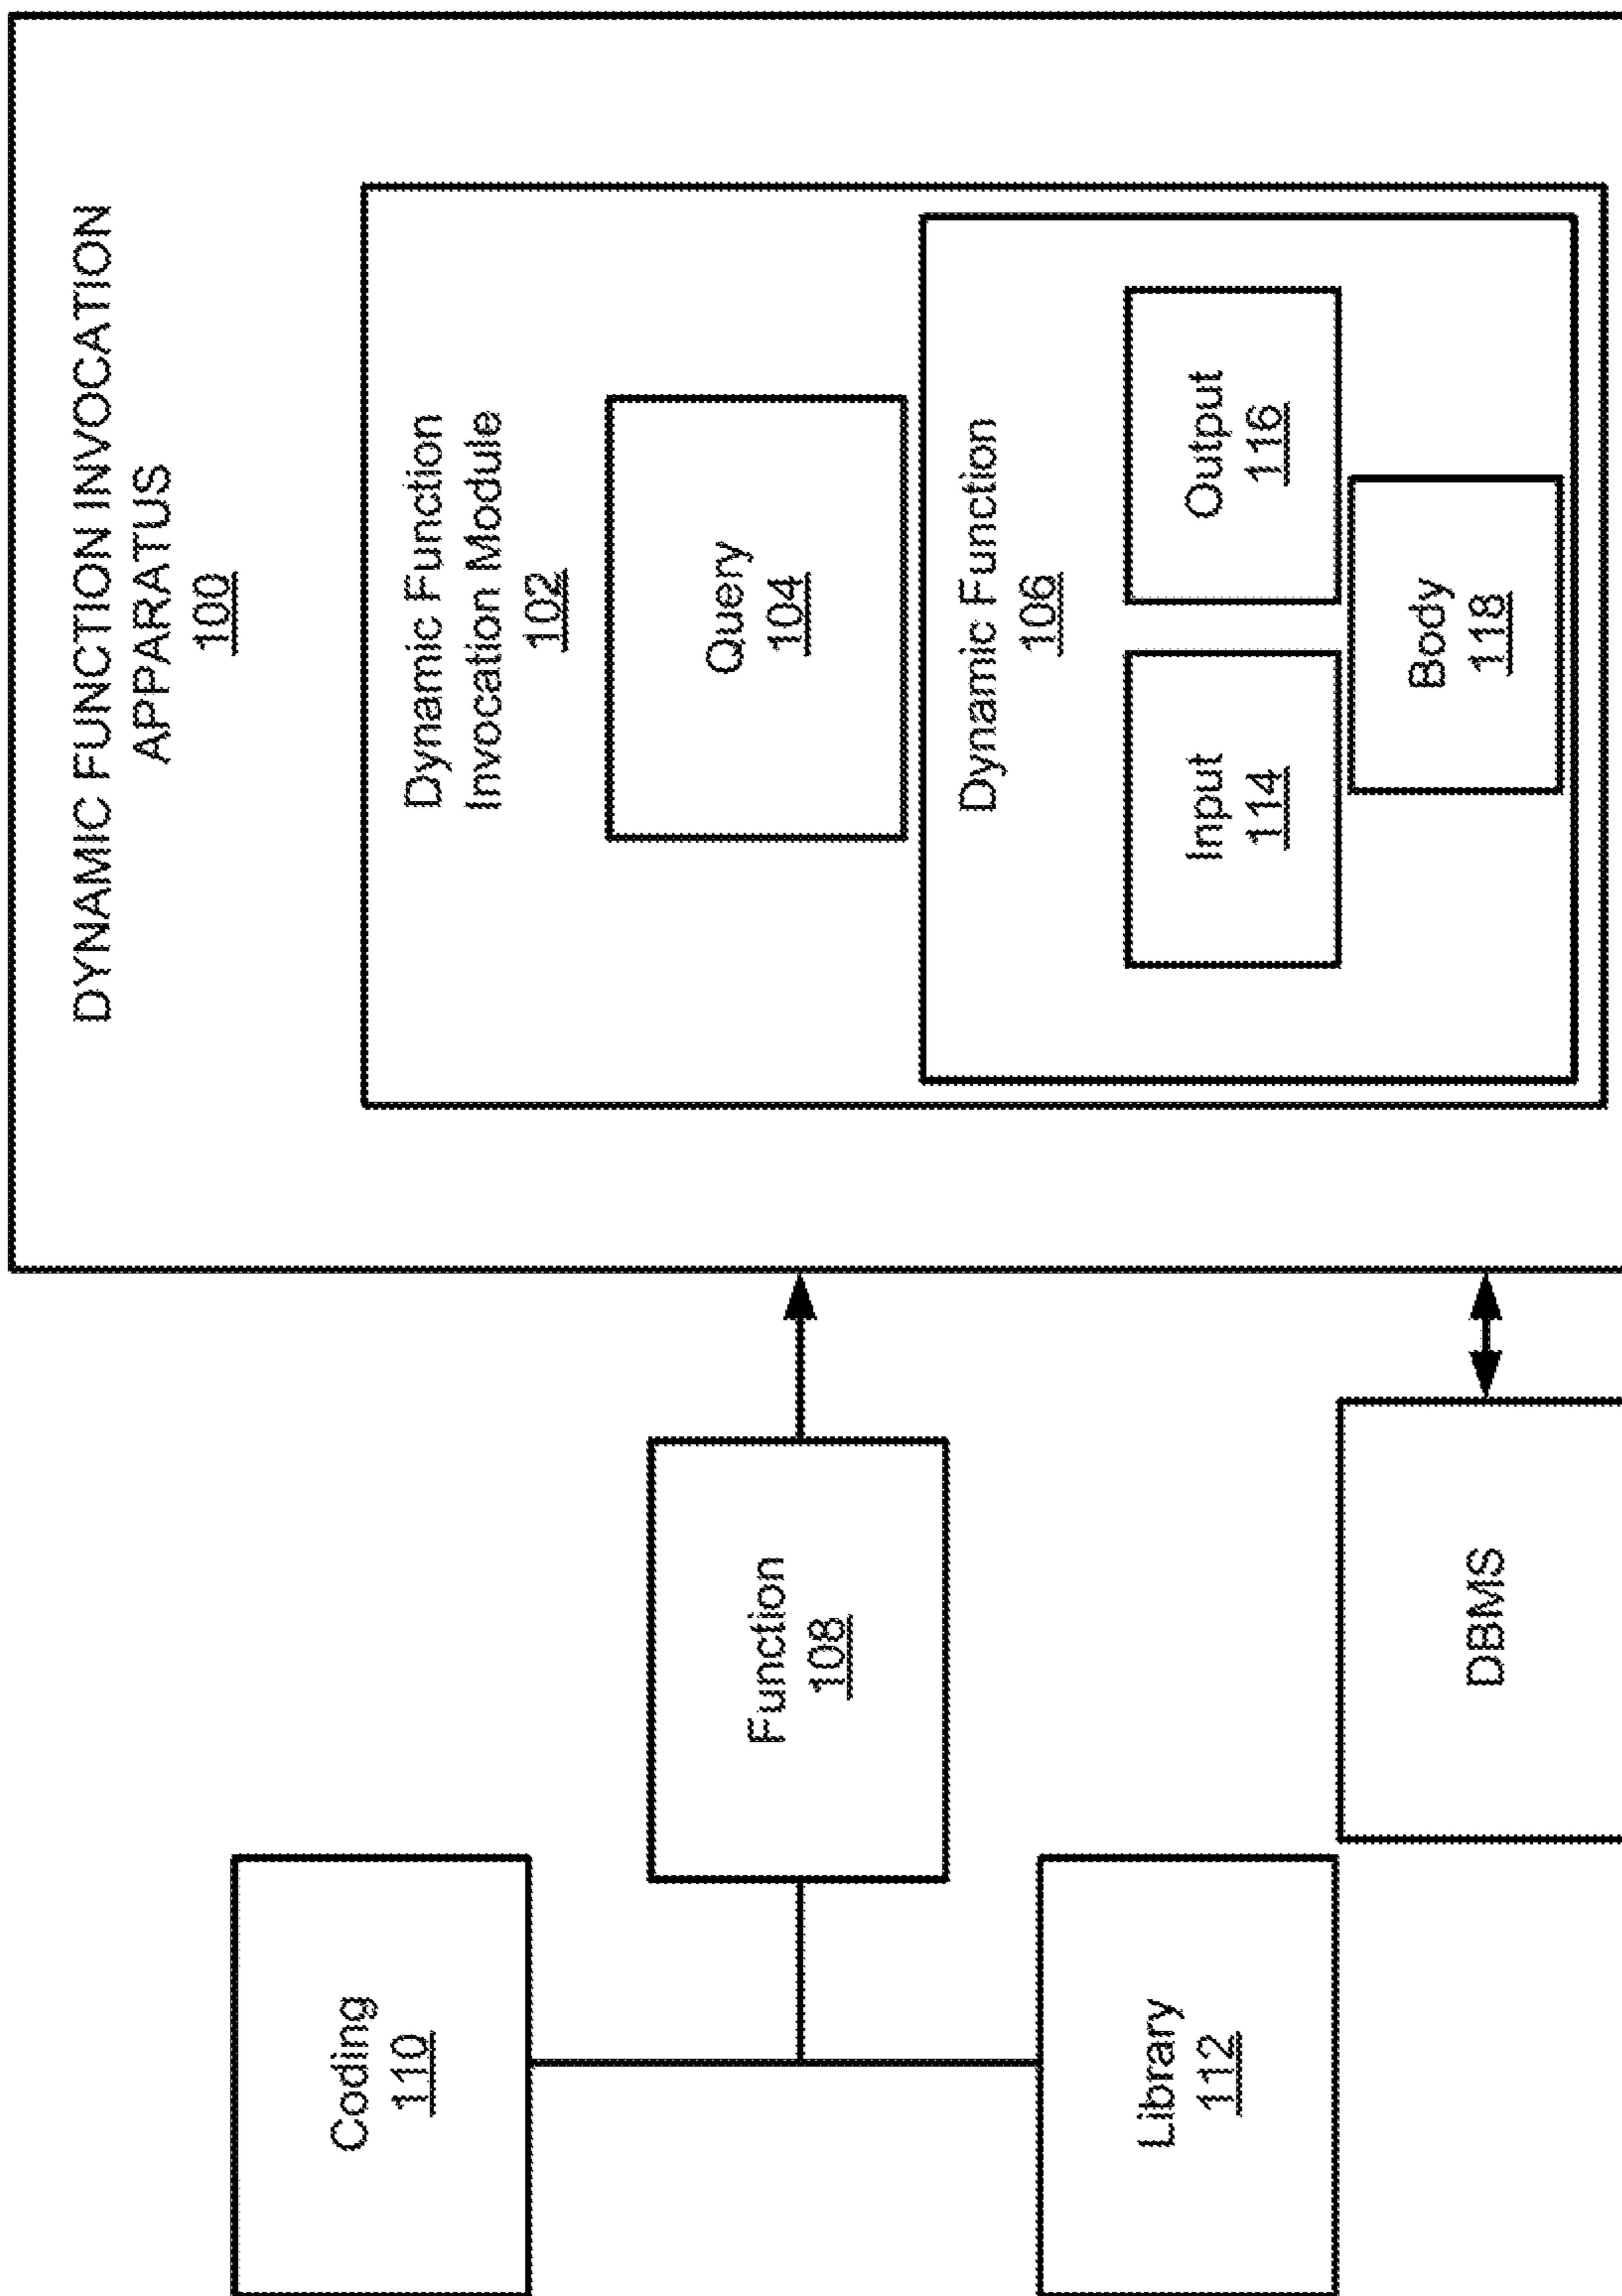 DYNAMIC FUNCTION INVOCATION
APPARATUS
100
Dynamic Function
Invocation Module
102
Query
104
Dynamic Function
106
Input
114
Output
116
Body
118
Coding
110
Function
108
Library
112
DBMS